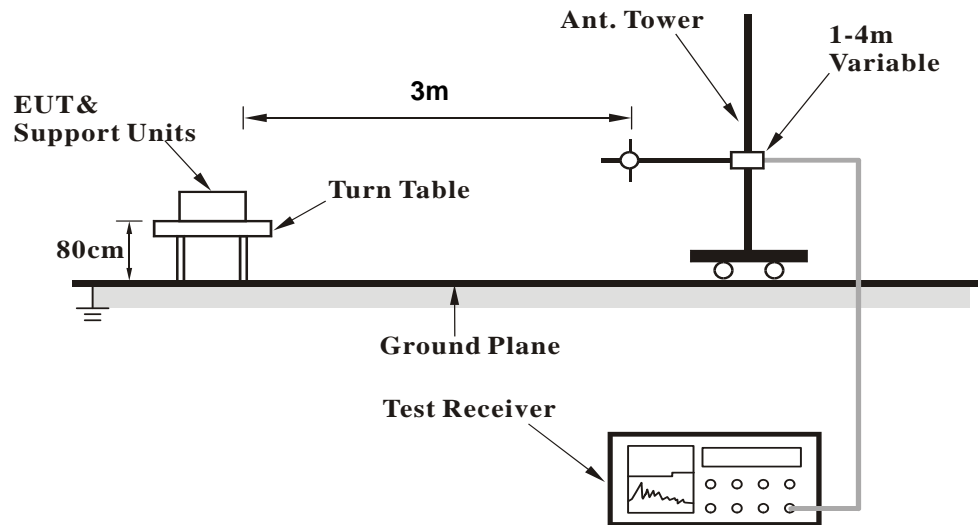 Ant. Tower
1-4m
Variable
3m
EUT&
Support Units
Turn Table
80cm
Ground Plane
Test Receiver